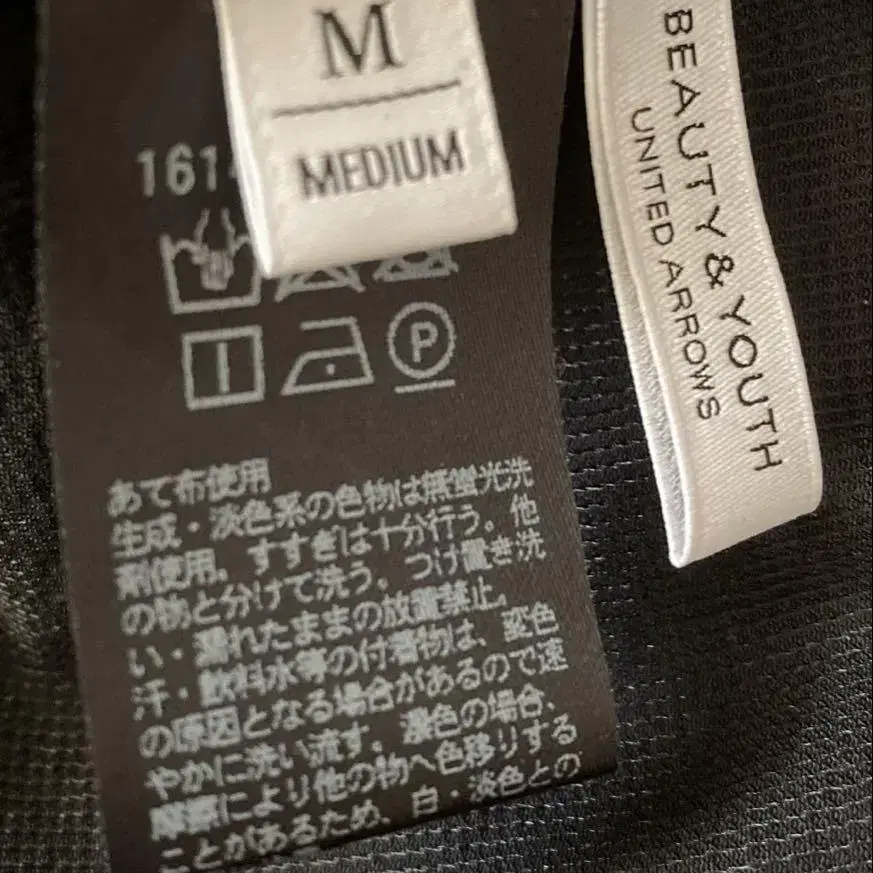 M
MEDIUM
BEAUTY & YOUTH
UNITED ARROWS
161
P
あて布使用
生成・淡色系の色物は無蛍光洗
剤使用。すすぎは十分行う。他
の物と分けて洗う。つけ置き洗
い・濡れたままの放置禁止。
汗・飲料水等の付着物は、変色
の原因となる場合があるので速
やかに洗い流す。濃色の場合、
摩擦により他の物へ色移りする
ことがあるため、白・淡色との